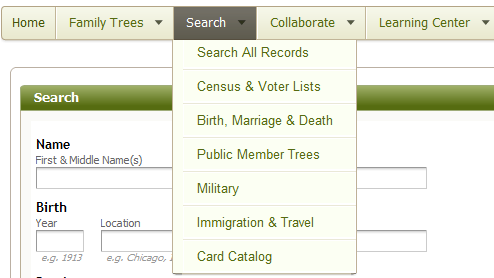 Home Family Trees Search Collaborate Learning Center
Search All Records
Census & Voter Lists
Birth, Marriage & Death
Public Member Trees
Military
Immigration & Travel
Card Catalog
Search
Name
First & Middle Name(s)
Birth
Year Location
e.g. 1913 e.g. Chicago,